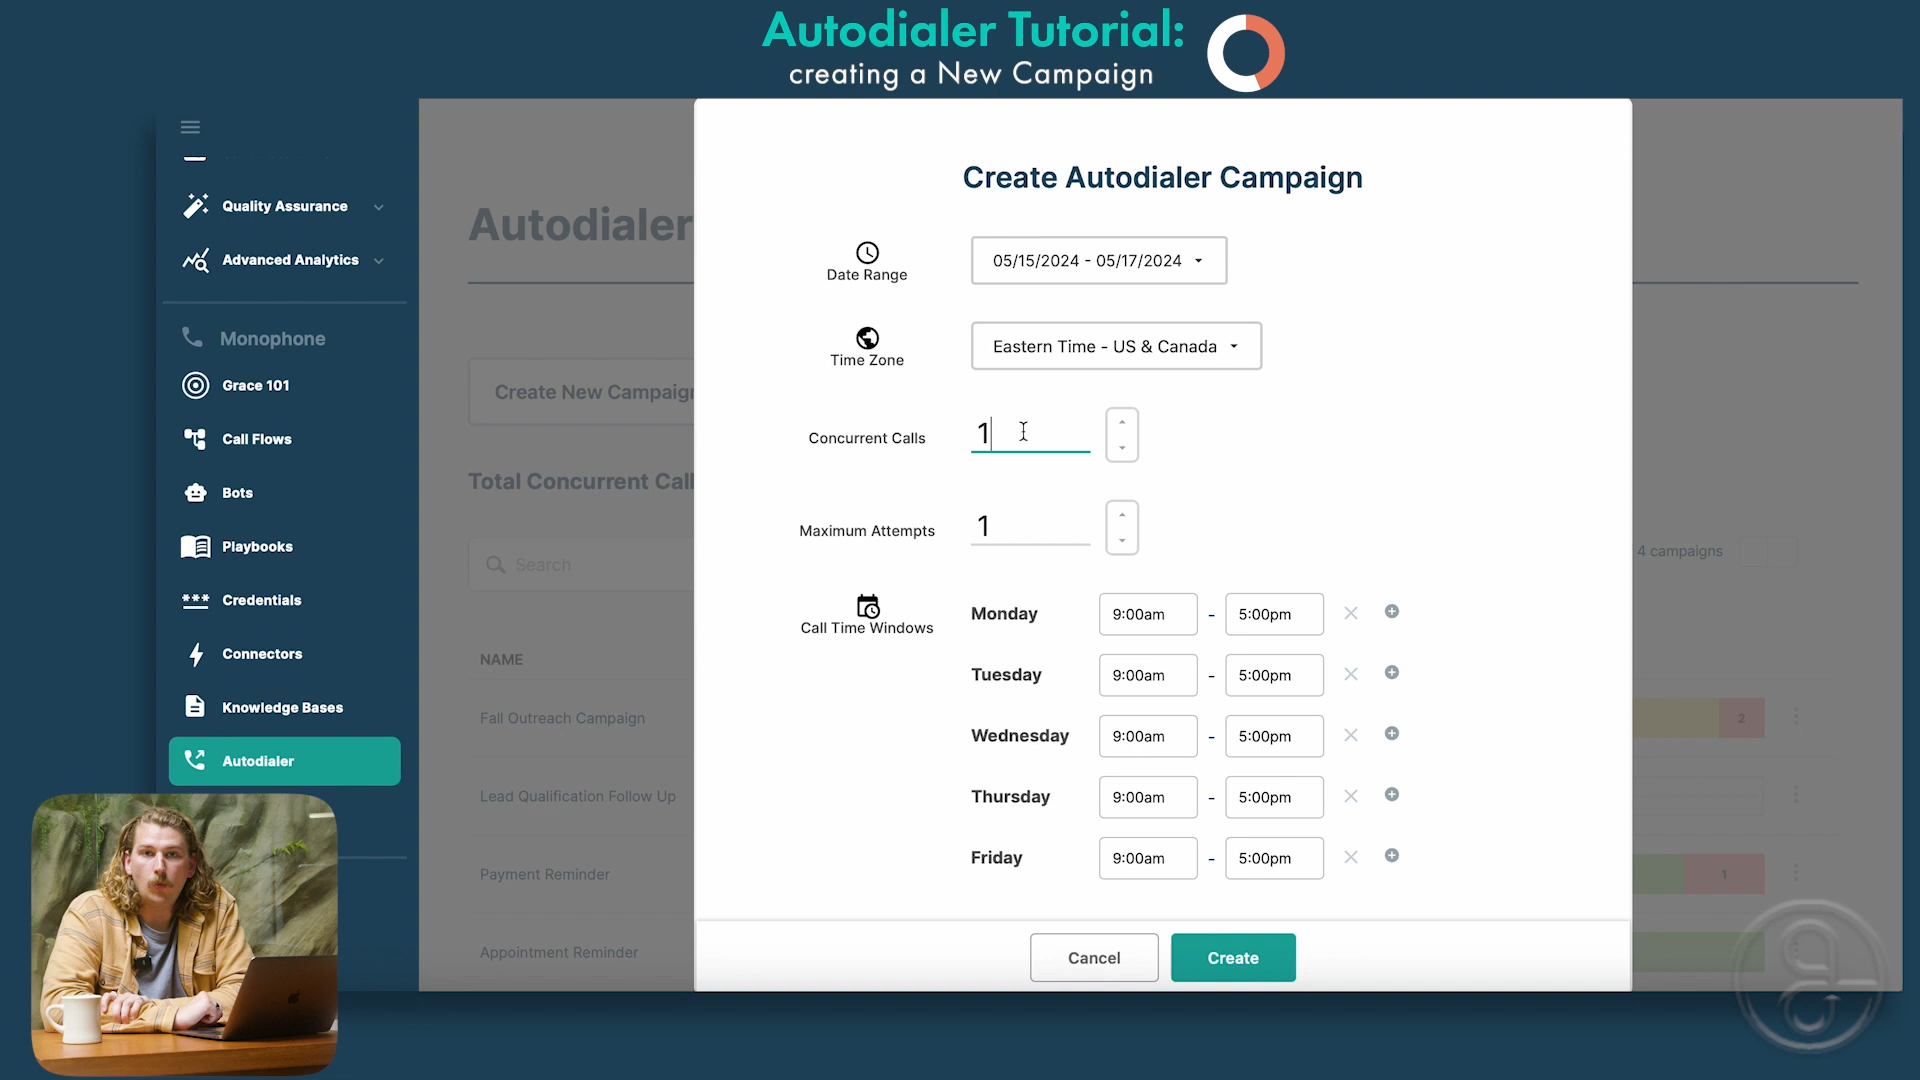 Autodialer Tutorial:
creating a New Campaign
Quality Assurance
Advanced Analytics
Monophone
Grace 101
Call Flows
Bots
Playbooks
Credentials
Connectors
Knowledge Bases
Autodialer
Autodialer
Create New Campaign
Total Concurrent Call
Search
4 campaigns
NAME
Fall Outreach Campaign
2
Lead Qualification Follow Up
Payment Reminder
1
Appointment Reminder
Create Autodialer Campaign
Date Range
05/15/2024 - 05/17/2024
Time Zone
Eastern Time - US & Canada
Concurrent Calls
1
Maximum Attempts
1
Call Time Windows
Monday 9:00am - 5:00pm
Tuesday 9:00am - 5:00pm
Wednesday 9:00am - 5:00pm
Thursday 9:00am - 5:00pm
Friday 9:00am - 5:00pm
Cancel
Create